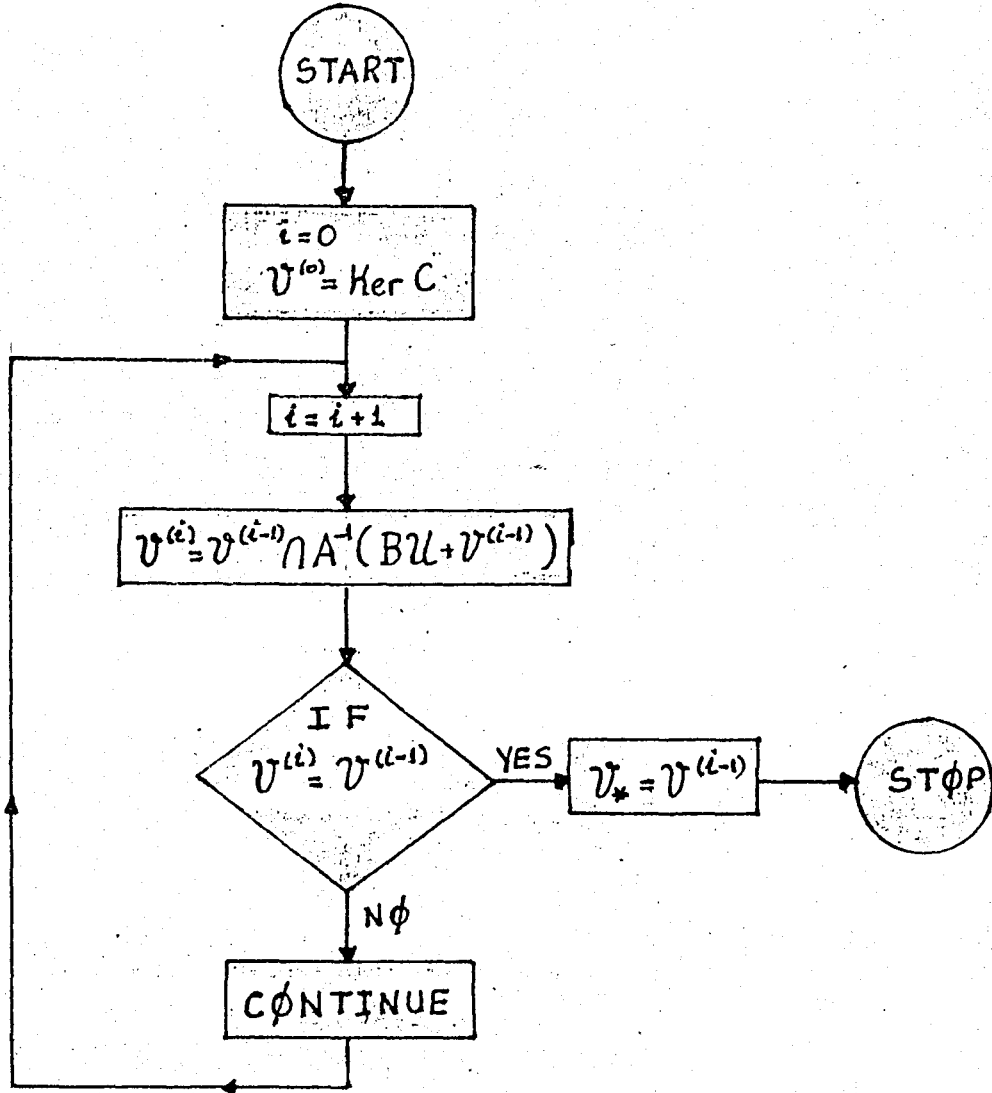 START
i=0
𝒱⁽⁰⁾= Ker C
i = i + 1
𝒱⁽ⁱ⁾= 𝒱⁽ⁱ⁻¹⁾ ∩ A⁻¹ ( B𝒰 + 𝒱⁽ⁱ⁻¹⁾ )
IF
𝒱⁽ⁱ⁾= 𝒱⁽ⁱ⁻¹⁾
YES
𝒱⁎ = 𝒱⁽ⁱ⁻¹⁾
STØP
NØ
CØNTINUE